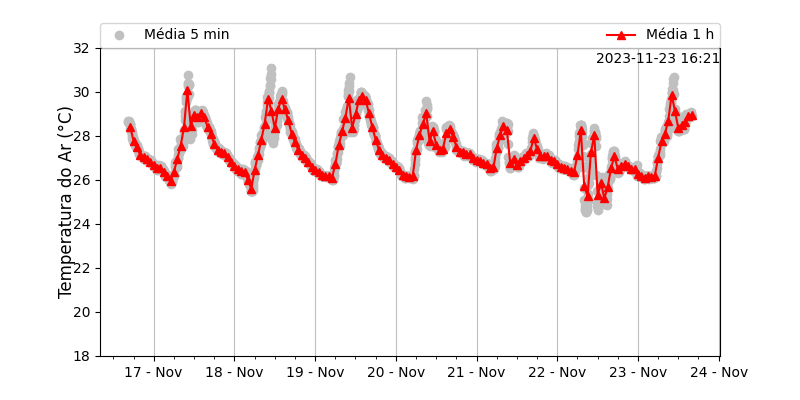 Média 5 min
Média 1 h
2023-11-23 16:21
Temperatura do Ar (°C)
32
30
28
26
24
22
20
18
17 - Nov
18 - Nov
19 - Nov
20 - Nov
21 - Nov
22 - Nov
23 - Nov
24 - Nov